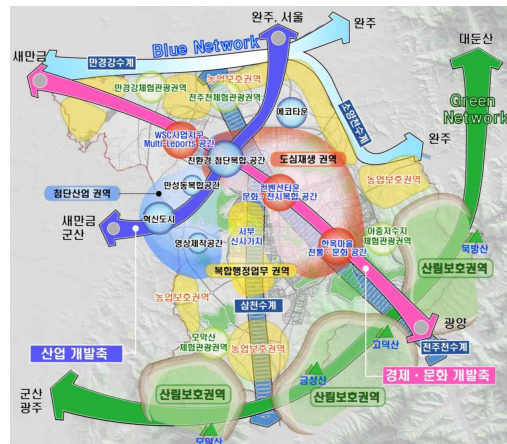 완주, 서울
완주
새만금
만경강수계
Blue Network
대둔산
Green
Network
농업보호권역
만경강체험관광권역
전주천체험관광권역
에코타운
소양천수계
완주
WSC사업지구
Multi-Leports 공간
친환경 첨단복합 공간
도심재생 권역
농업보호권역
첨단산업 권역
만성동복합공간
컨벤션타운
문화·전시복합 공간
새만금
군산
혁신도시
서부
신시가지
아중저수지
체험관광권역
묵방산
영상제작공간
한옥마을
전통·문화 공간
산림보호권역
복합행정업무 권역
농업보호권역
삼천수계
광양
모악산
체험관광권역
고덕산
전주천수계
산업 개발축
농업보호권역
경제·문화 개발축
금성산
군산
광주
산림보호권역
산림보호권역
모악산